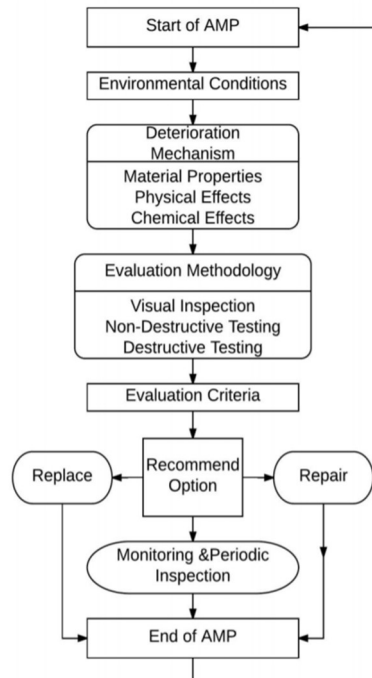 Start of AMP
Environmental Conditions
Deterioration
Mechanism
Material Properties
Physical Effects
Chemical Effects
Evaluation Methodology
Visual Inspection
Non-Destructive Testing
Destructive Testing
Evaluation Criteria
Replace
Recommend
Option
Repair
Monitoring &Periodic
Inspection
End of AMP